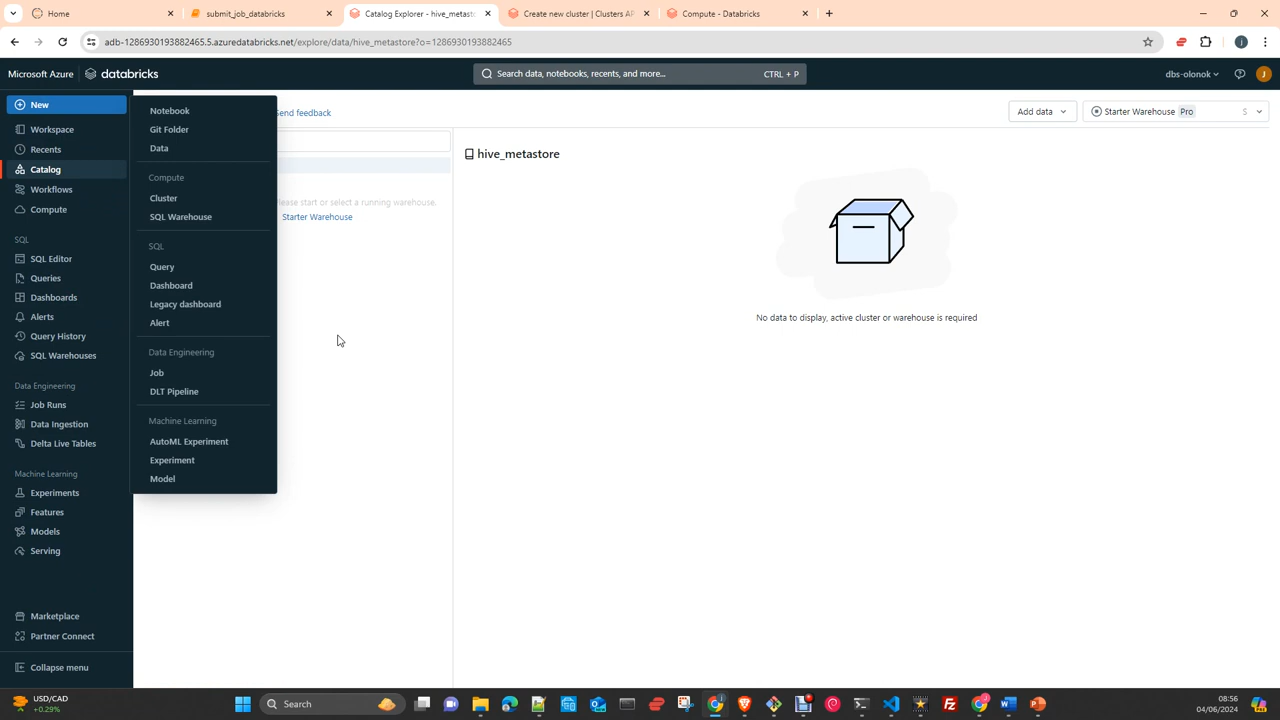 Home
submit_job_databricks
Catalog Explorer - hive_metasto
Create new cluster | Clusters AP
Compute - Databricks
adb-1286930193882465.5.azuredatabricks.net/explore/data/hive_metastore?o=1286930193882465
Microsoft Azure databricks
Search data, notebooks, recents, and more... CTRL + P
dbs-olonok
J
New
Workspace
Recents
Catalog
Workflows
Compute
SQL
SQL Editor
Queries
Dashboards
Alerts
Query History
SQL Warehouses
Data Engineering
Job Runs
Data Ingestion
Delta Live Tables
Machine Learning
Experiments
Features
Models
Serving
Marketplace
Partner Connect
Collapse menu
Notebook
Git Folder
Data
Compute
Cluster
SQL Warehouse
SQL
Query
Dashboard
Legacy dashboard
Alert
Data Engineering
Job
DLT Pipeline
Machine Learning
AutoML Experiment
Experiment
Model
Send feedback
Please start or select a running warehouse.
Starter Warehouse
Add data
Starter Warehouse Pro S
hive_metastore
No data to display, active cluster or warehouse is required
USD/CAD
+0.29%
Search
08:56
04/06/2024